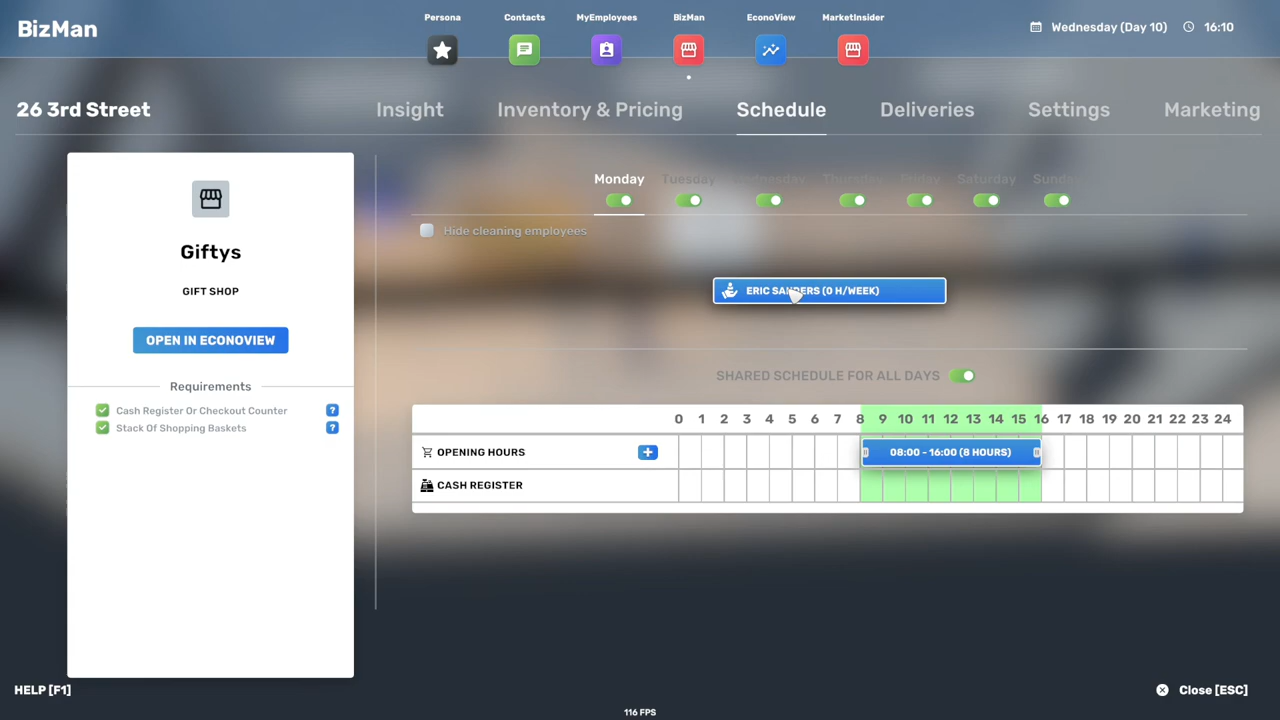 BizMan
Persona
Contacts
MyEmployees
BizMan
EconoView
MarketInsider
Wednesday (Day 10)
16:10
26 3rd Street
Insight
Inventory & Pricing
Schedule
Deliveries
Settings
Marketing
Giftys
GIFT SHOP
OPEN IN ECONOVIEW
Requirements
Cash Register Or Checkout Counter ?
Stack Of Shopping Baskets ?
Monday Tuesday Wednesday Thursday Friday Saturday Sunday
Hide cleaning employees
ERIC SANDERS (0 H/WEEK)
SHARED SCHEDULE FOR ALL DAYS
0 1 2 3 4 5 6 7 8 9 10 11 12 13 14 15 16 17 18 19 20 21 22 23 24
OPENING HOURS + 08:00 - 16:00 (8 HOURS)
CASH REGISTER
HELP [F1]
Close [ESC]
116 FPS